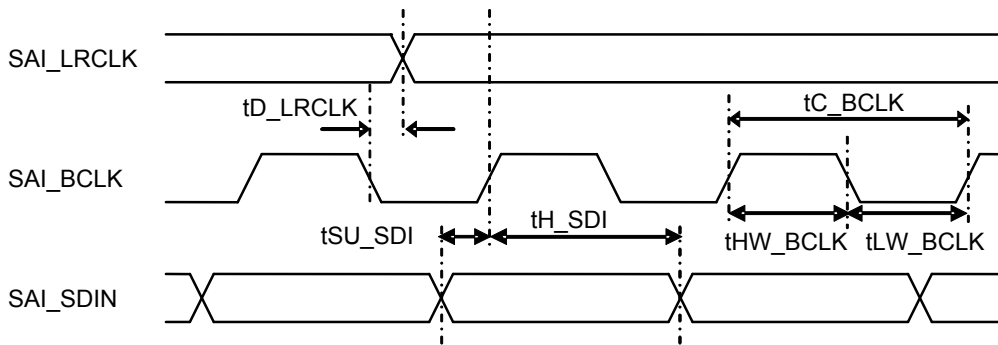 SAI_LRCLK
tD_LRCLK
tC_BCLK
SAI_BCLK
tSU_SDI
tH_SDI
tHW_BCLK
tLW_BCLK
SAI_SDIN